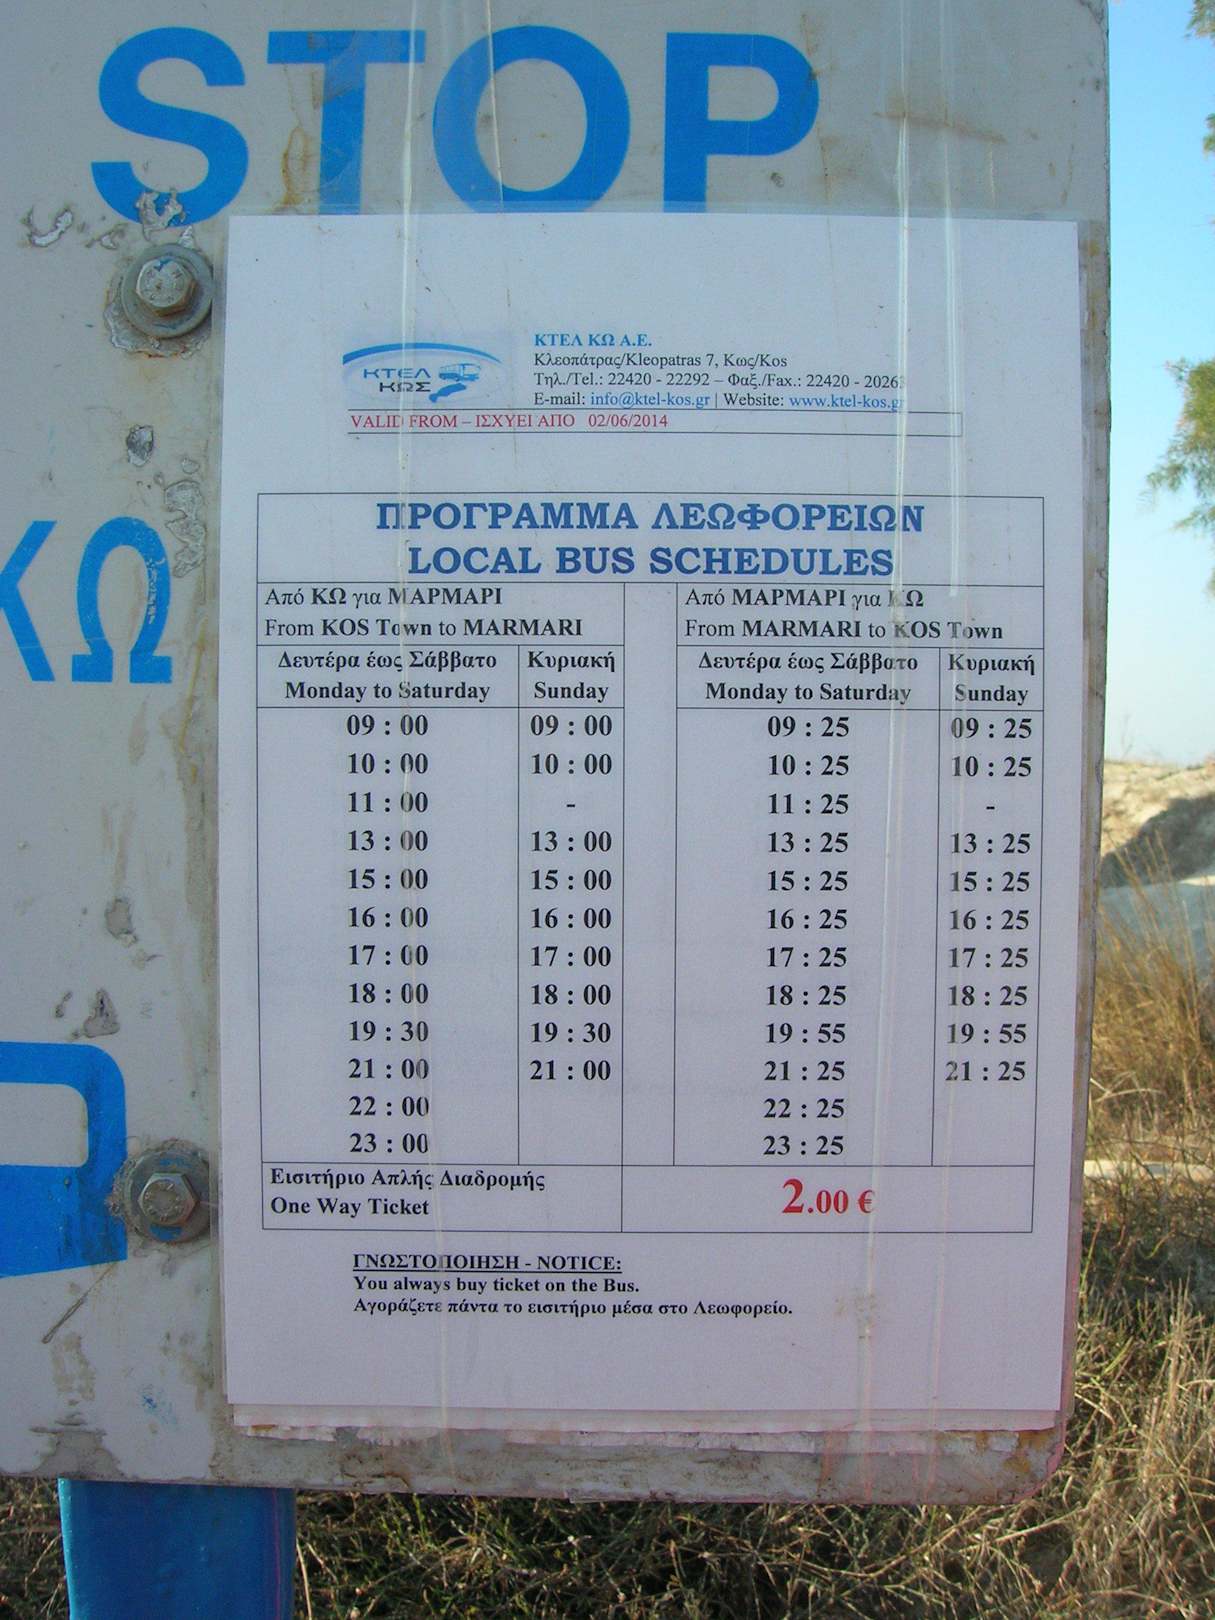 STOP
ΚΩ
ΚΤΕΛ
ΚΩΣ
ΚΤΕΛ ΚΩ Α.Ε.
Κλεοπάτρας/Kleopatras 7, Κως/Kos
Τηλ./Tel.: 22420 - 22292 – Φαξ./Fax.: 22420 - 20263
E-mail: info@ktel-kos.gr | Website: www.ktel-kos.gr
VALID FROM – ΙΣΧΥΕΙ ΑΠΟ 02/06/2014
ΠΡΟΓΡΑΜΜΑ ΛΕΩΦΟΡΕΙΩΝ
LOCAL BUS SCHEDULES
Από ΚΩ για ΜΑΡΜΑΡΙ Από ΜΑΡΜΑΡΙ για ΚΩ
From KOS Town to MARMARI From MARMARI to KOS Town
Δευτέρα έως Σάββατο Κυριακή Δευτέρα έως Σάββατο Κυριακή
Monday to Saturday Sunday Monday to Saturday Sunday
09 : 00 09 : 00 09 : 25 09 : 25
10 : 00 10 : 00 10 : 25 10 : 25
11 : 00 - 11 : 25 -
13 : 00 13 : 00 13 : 25 13 : 25
15 : 00 15 : 00 15 : 25 15 : 25
16 : 00 16 : 00 16 : 25 16 : 25
17 : 00 17 : 00 17 : 25 17 : 25
18 : 00 18 : 00 18 : 25 18 : 25
19 : 30 19 : 30 19 : 55 19 : 55
21 : 00 21 : 00 21 : 25 21 : 25
22 : 00 22 : 25
23 : 00 23 : 25
Εισιτήριο Απλής Διαδρομής
One Way Ticket 2.00 €
ΓΝΩΣΤΟΠΟΙΗΣΗ - NOTICE:
You always buy ticket on the Bus.
Αγοράζετε πάντα το εισιτήριο μέσα στο Λεωφορείο.